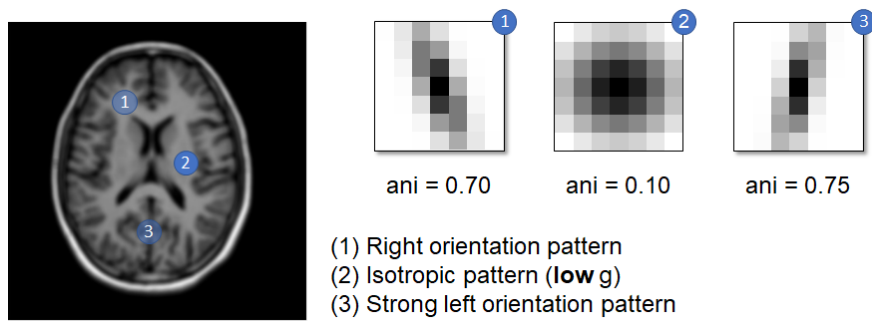 1 2 3
1
2
3
ani = 0.70 ani = 0.10 ani = 0.75
(1) Right orientation pattern
(2) Isotropic pattern (low g)
(3) Strong left orientation pattern